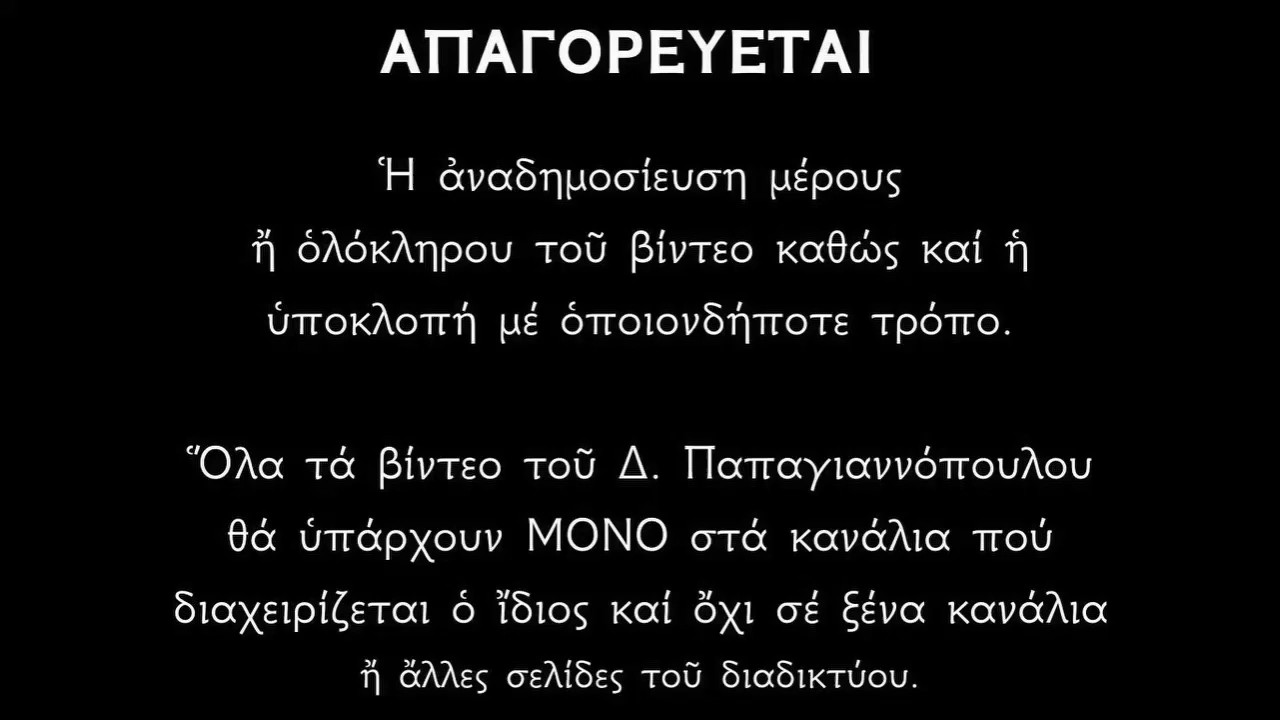 ΑΠΑΓΟΡΕΥΕΤΑΙ
Ἡ ἀναδημοσίευση μέρους
ἤ ὁλόκληρου τοῦ βίντεο καθώς καί ἡ
ὑποκλοπή μέ ὁποιονδήποτε τρόπο.
Ὅλα τά βίντεο τοῦ Δ. Παπαγιαννόπουλου
θά ὑπάρχουν ΜΟΝΟ στά κανάλια πού
διαχειρίζεται ὁ ἴδιος καί ὄχι σέ ξένα κανάλια
ἤ ἄλλες σελίδες τοῦ διαδικτύου.